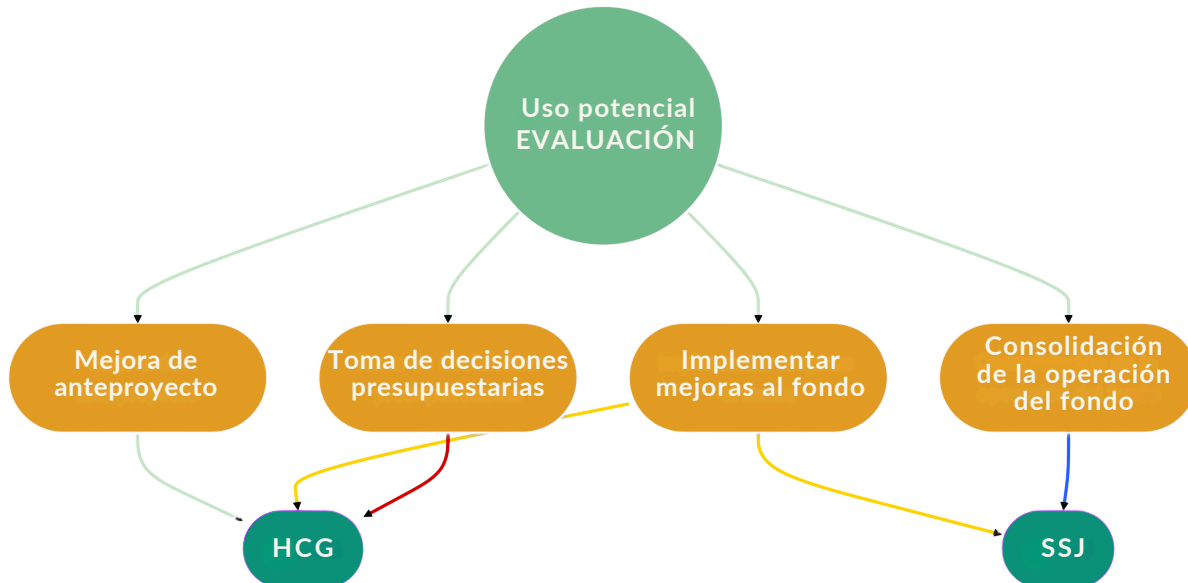 Uso potencial
EVALUACIÓN
Mejora de
anteproyecto
Toma de decisiones
presupuestarias
Implementar
mejoras al fondo
Consolidación
de la operación
del fondo
HCG
SSJ